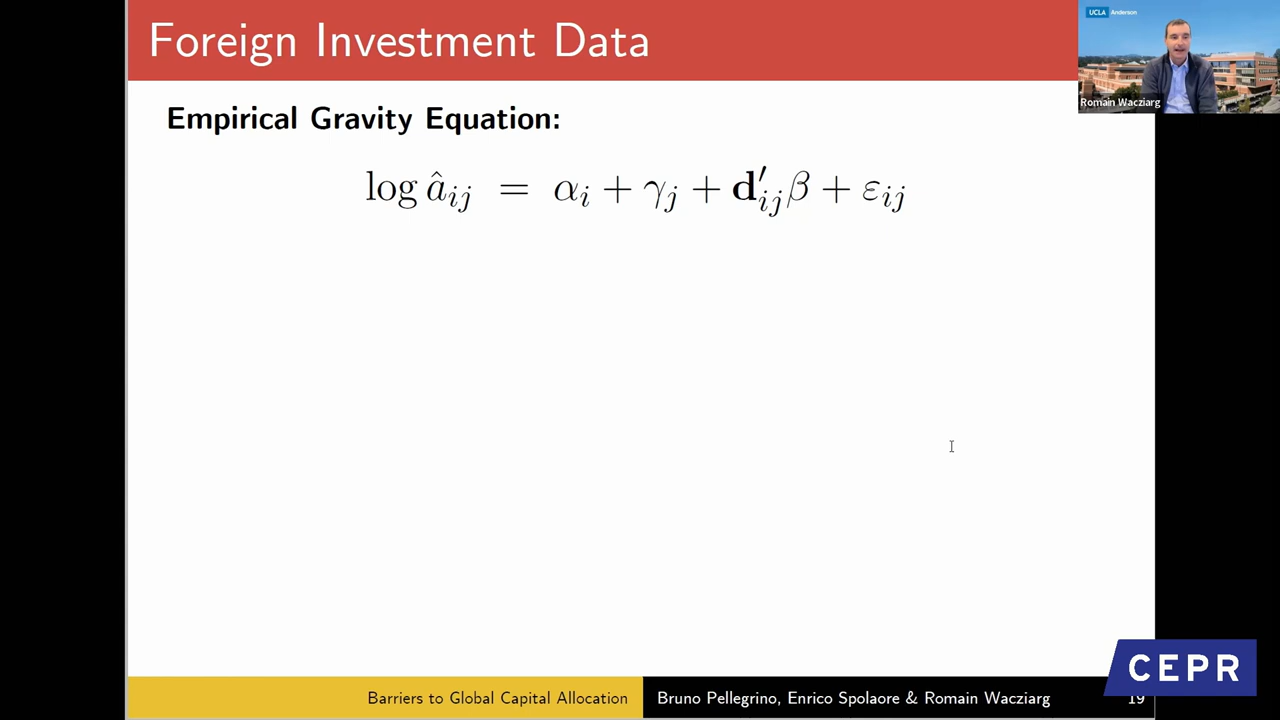 Foreign Investment Data
UCLA Anderson
Romain Wacziarg
Empirical Gravity Equation:
log âᵢⱼ = αᵢ + γⱼ + d′ᵢⱼβ + εᵢⱼ
CEPR
Barriers to Global Capital Allocation
Bruno Pellegrino, Enrico Spolaore & Romain Wacziarg
19